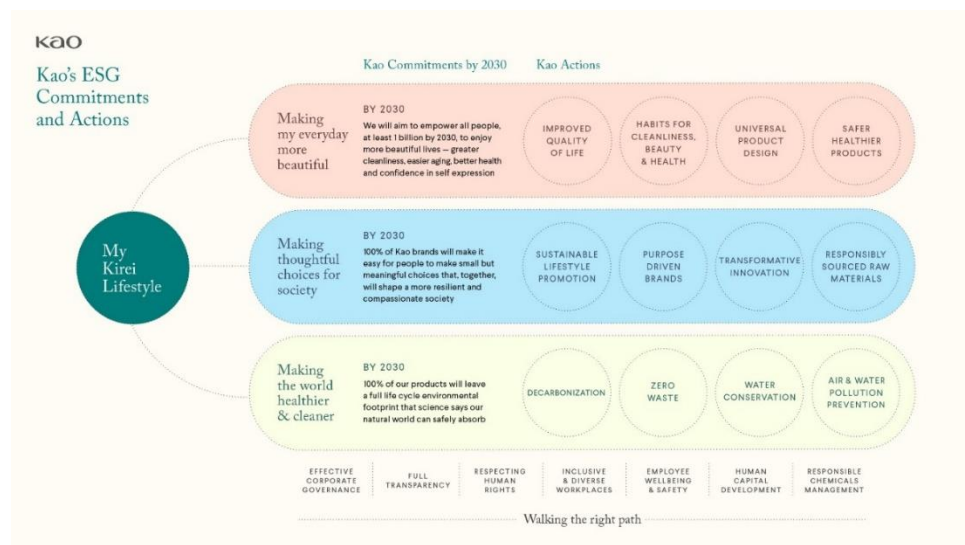 Kao
Kao's ESG
Commitments
and Actions
Kao Commitments by 2030
Kao Actions
My
Kirei
Lifestyle
Making
my everyday
more
beautiful
BY 2030
We will aim to empower all people,
at least 1 billion by 2030, to enjoy
more beautiful lives — greater
cleanliness, easier aging, better health
and confidence in self expression
IMPROVED
QUALITY
OF LIFE
HABITS FOR
CLEANLINESS,
BEAUTY
& HEALTH
UNIVERSAL
PRODUCT
DESIGN
SAFER
HEALTHIER
PRODUCTS
Making
thoughtful
choices for
society
BY 2030
100% of Kao brands will make it
easy for people to make small but
meaningful choices that, together,
will shape a more resilient and
compassionate society
SUSTAINABLE
LIFESTYLE
PROMOTION
PURPOSE
DRIVEN
BRANDS
TRANSFORMATIVE
INNOVATION
RESPONSIBLY
SOURCED RAW
MATERIALS
Making
the world
healthier
& cleaner
BY 2030
100% of our products will leave
a full life cycle environmental
footprint that science says our
natural world can safely absorb
DECARBONIZATION
ZERO
WASTE
WATER
CONSERVATION
AIR & WATER
POLLUTION
PREVENTION
EFFECTIVE
CORPORATE
GOVERNANCE
FULL
TRANSPARENCY
RESPECTING
HUMAN
RIGHTS
INCLUSIVE
& DIVERSE
WORKPLACES
EMPLOYEE
WELLBEING
& SAFETY
HUMAN
CAPITAL
DEVELOPMENT
RESPONSIBLE
CHEMICALS
MANAGEMENT
Walking the right path